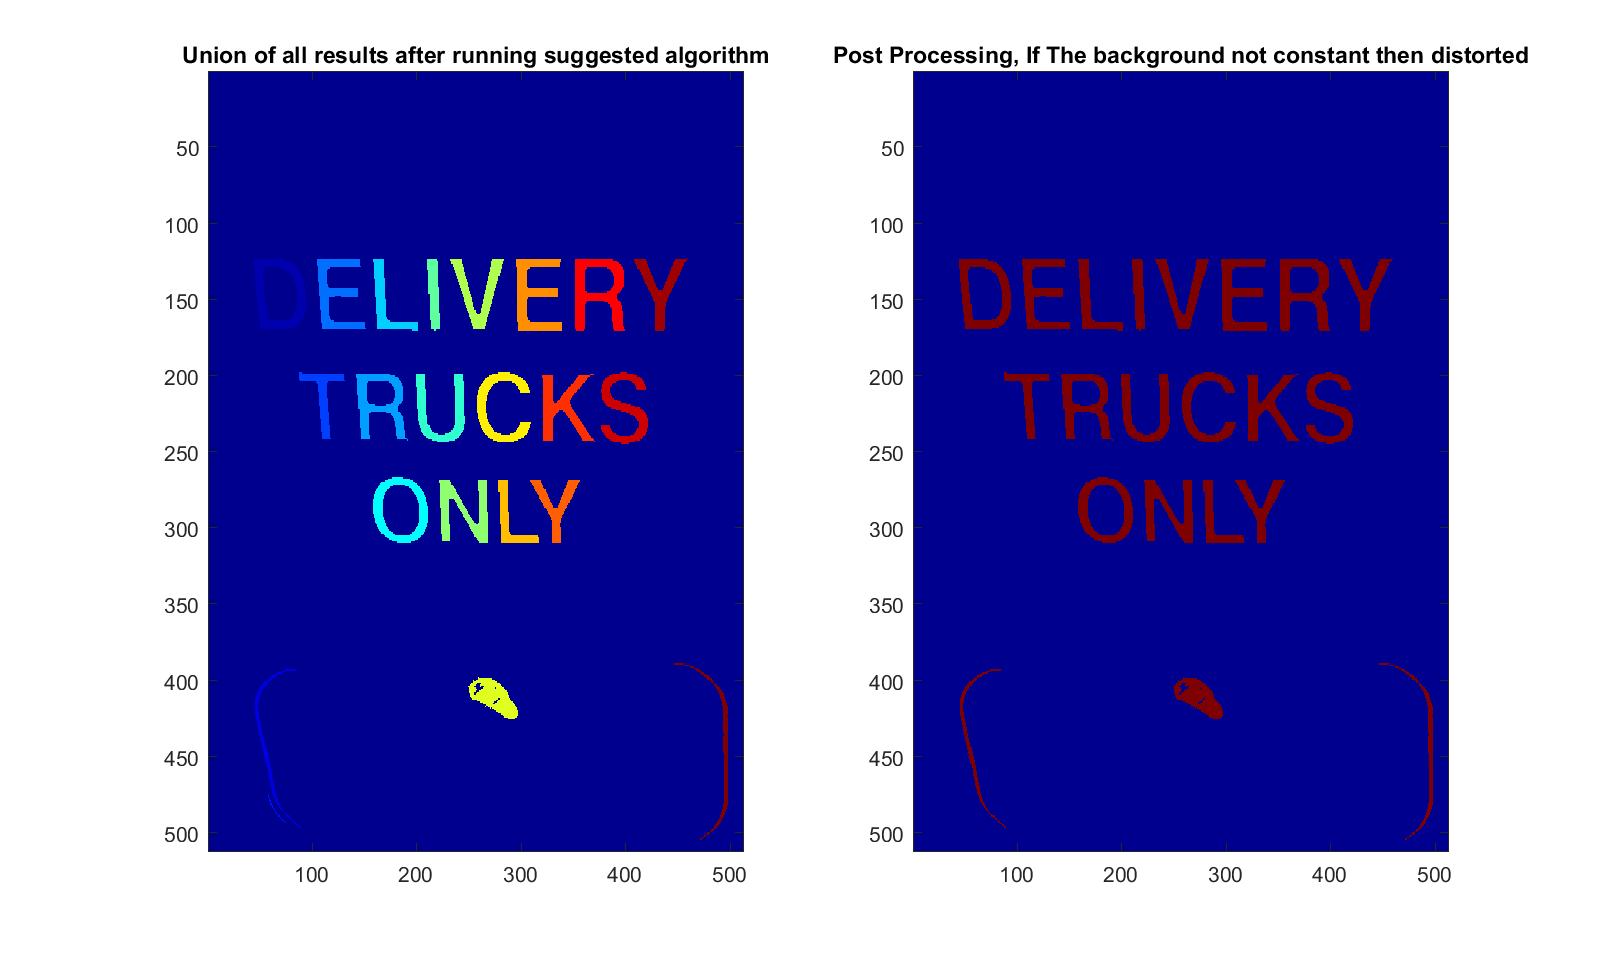 Union of all results after running suggested algorithm
50
100
150
200
250
300
350
400
450
500
100 200 300 400 500
DELIVERY
TRUCKS
ONLY
Post Processing, If The background not constant then distorted
50
100
150
200
250
300
350
400
450
500
100 200 300 400 500
DELIVERY
TRUCKS
ONLY